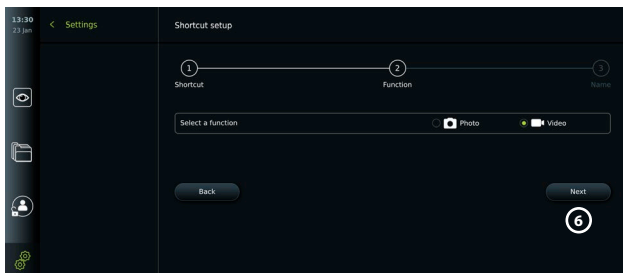 13:30
23 Jan
< Settings
Shortcut setup
1
2
3
Shortcut
Function
Name
Select a function
Photo
Video
Back
Next
6